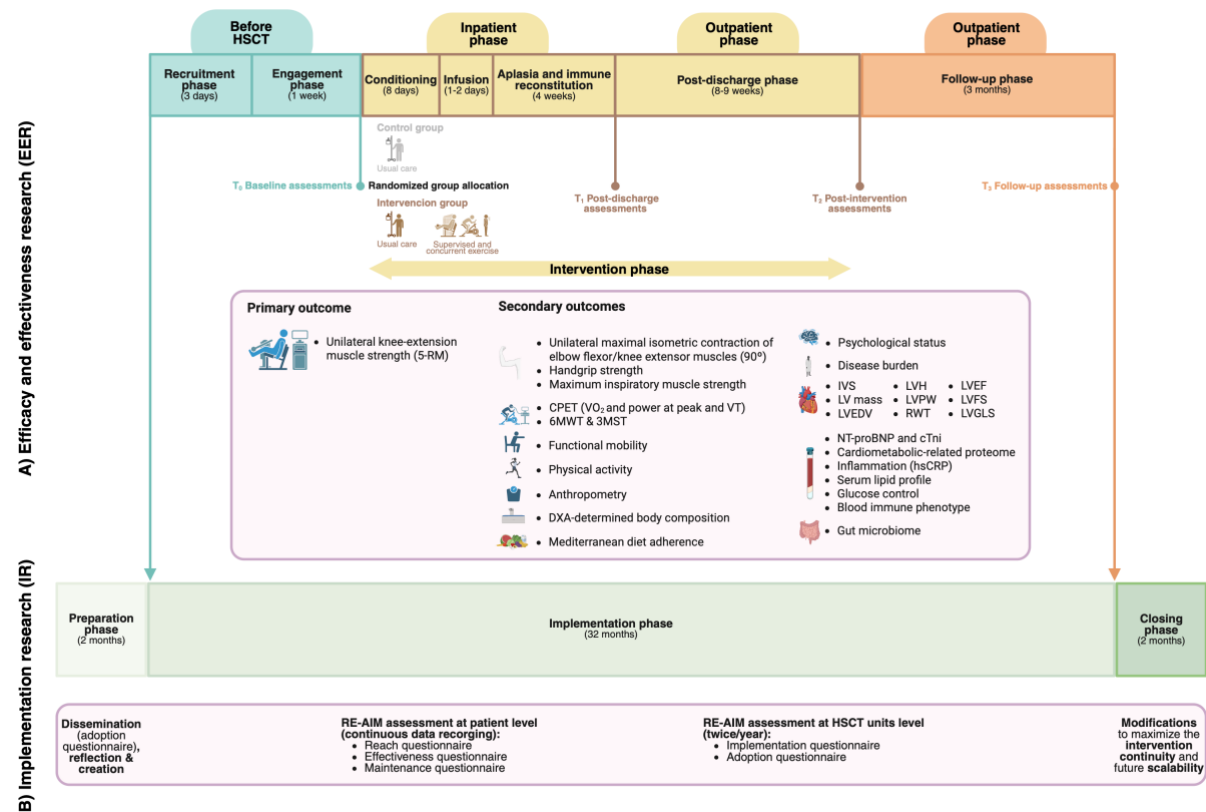 A) Efficacy and effectiveness research (EER)
Before
HSCT
Inpatient
phase
Outpatient
phase
Outpatient
phase
Recruitment
phase
(3 days)
Engagement
phase
(1 week)
Conditioning
(8 days)
Infusion
(1-2 days)
Aplasia and immune
reconstitution
(4 weeks)
Post-discharge phase
(8-9 weeks)
Follow-up phase
(3 months)
Control group
Usual care
T₀ Baseline assessments
Randomized group allocation
Intervencion group
Usual care
Supervised and
concurrent exercise
T₁ Post-discharge
assessments
T₂ Post-intervention
assessments
T₃ Follow-up assessments
Intervention phase
Primary outcome
• Unilateral knee-extension
muscle strength (5-RM)
Secondary outcomes
• Unilateral maximal isometric contraction of
elbow flexor/knee extensor muscles (90º)
• Handgrip strength
• Maximum inspiratory muscle strength
• CPET (VO₂ and power at peak and VT)
• 6MWT & 3MST
• Functional mobility
• Physical activity
• Anthropometry
• DXA-determined body composition
• Mediterranean diet adherence
• Psychological status
• Disease burden
• IVS • LVH • LVEF
• LV mass • LVPW • LVFS
• LVEDV • RWT • LVGLS
• NT-proBNP and cTni
• Cardiometabolic-related proteome
• Inflammation (hsCRP)
• Serum lipid profile
• Glucose control
• Blood immune phenotype
• Gut microbiome
B) Implementation research (IR)
Preparation
phase
(2 months)
Implementation phase
(32 months)
Closing
phase
(2 months)
Dissemination
(adoption
questionnaire),
reflection &
creation
RE-AIM assessment at patient level
(continuous data recorging):
• Reach questionnaire
• Effectiveness questionnaire
• Maintenance questionnaire
RE-AIM assessment at HSCT units level
(twice/year):
• Implementation questionnaire
• Adoption questionnaire
Modifications
to maximize the
intervention
continuity and
future scalability